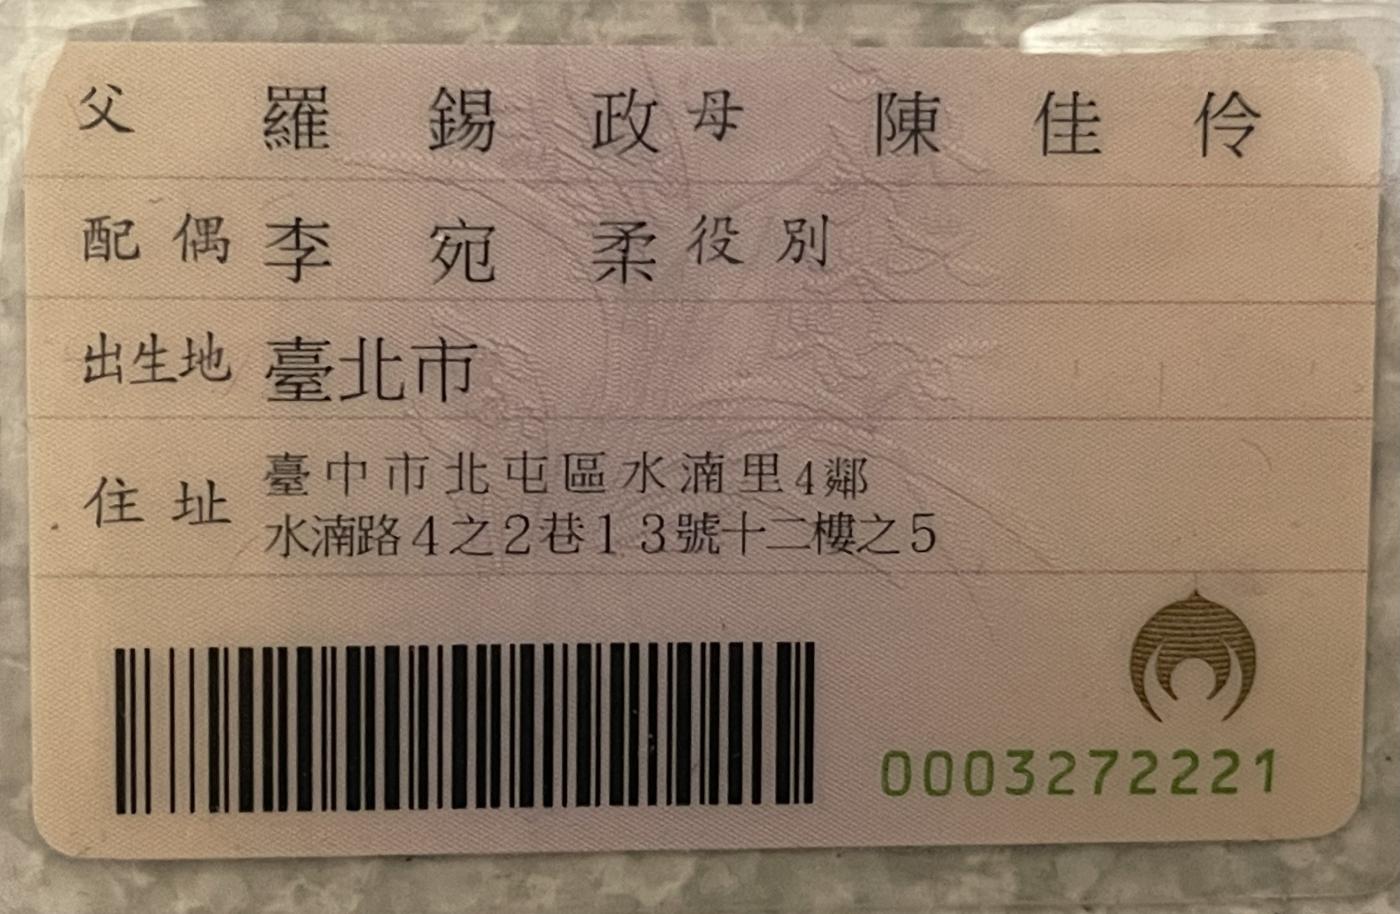 父 羅錫政 母 陳佳伶
配偶 李宛柔 役別
出生地 臺北市
住址 臺中市北屯區水湳里4鄰
水湳路4之2巷13號十二樓之5
0003272221